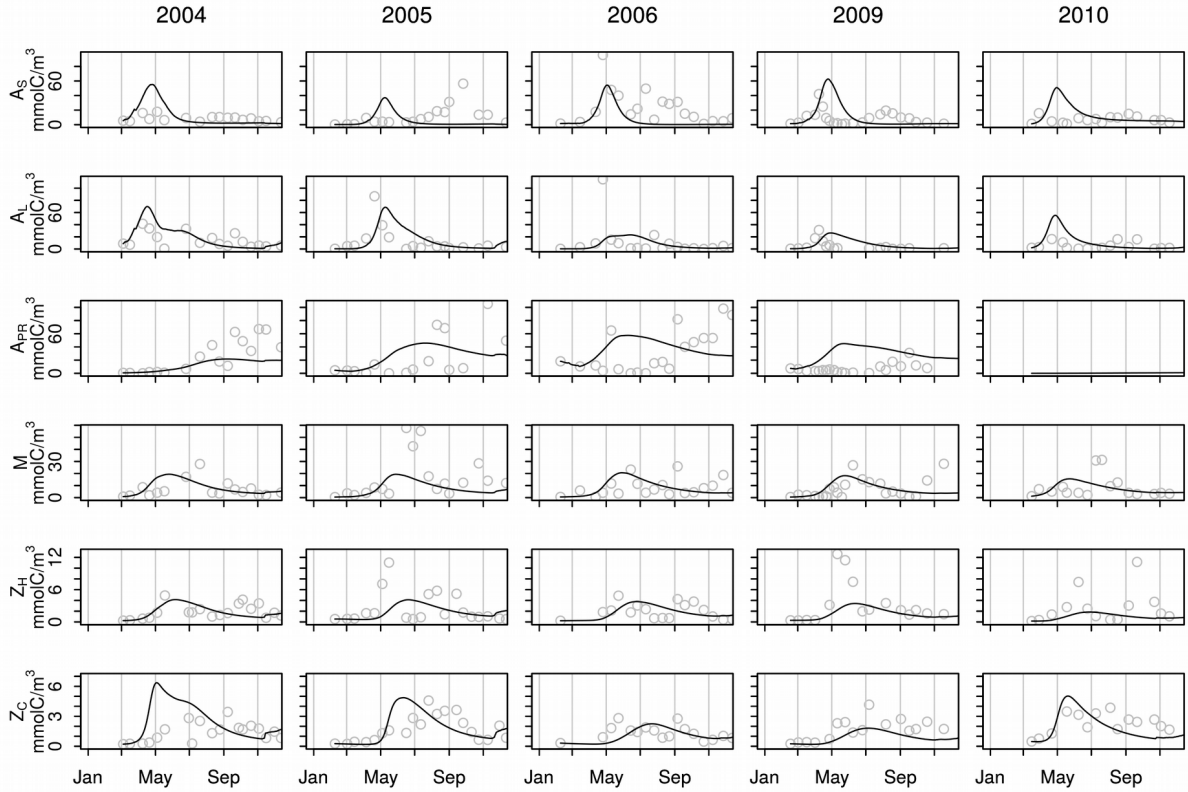 2004 2005 2006 2009 2010
A_S
mmolC/m³
0 60
A_L
mmolC/m³
0 60
A_PR
mmolC/m³
0 60
M
mmolC/m³
0 30
Z_H
mmolC/m³
0 6 12
Z_C
mmolC/m³
0 3 6
Jan May Sep Jan May Sep Jan May Sep Jan May Sep Jan May Sep